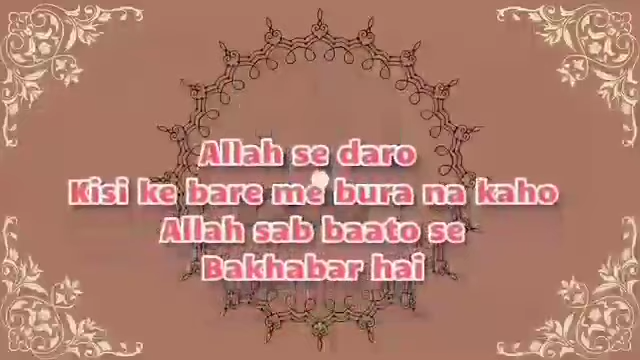 Allah se daro
Kisi ke bare me bura na kaho
Allah sab baato se
Bakhabar hai